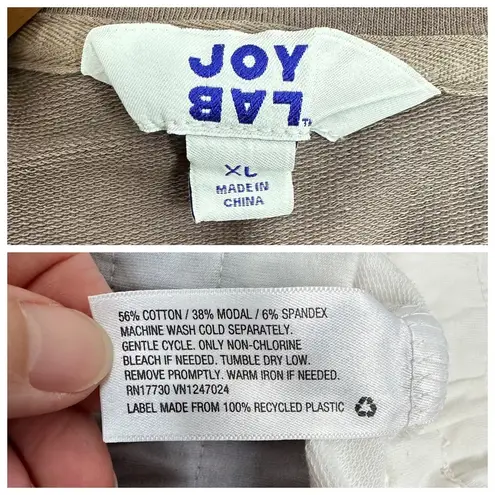 JOY
LAB™
XL
MADE IN
CHINA
56% COTTON / 38% MODAL / 6% SPANDEX
MACHINE WASH COLD SEPARATELY.
GENTLE CYCLE. ONLY NON-CHLORINE
BLEACH IF NEEDED. TUMBLE DRY LOW.
REMOVE PROMPTLY. WARM IRON IF NEEDED.
RN17730 VN1247024
LABEL MADE FROM 100% RECYCLED PLASTIC